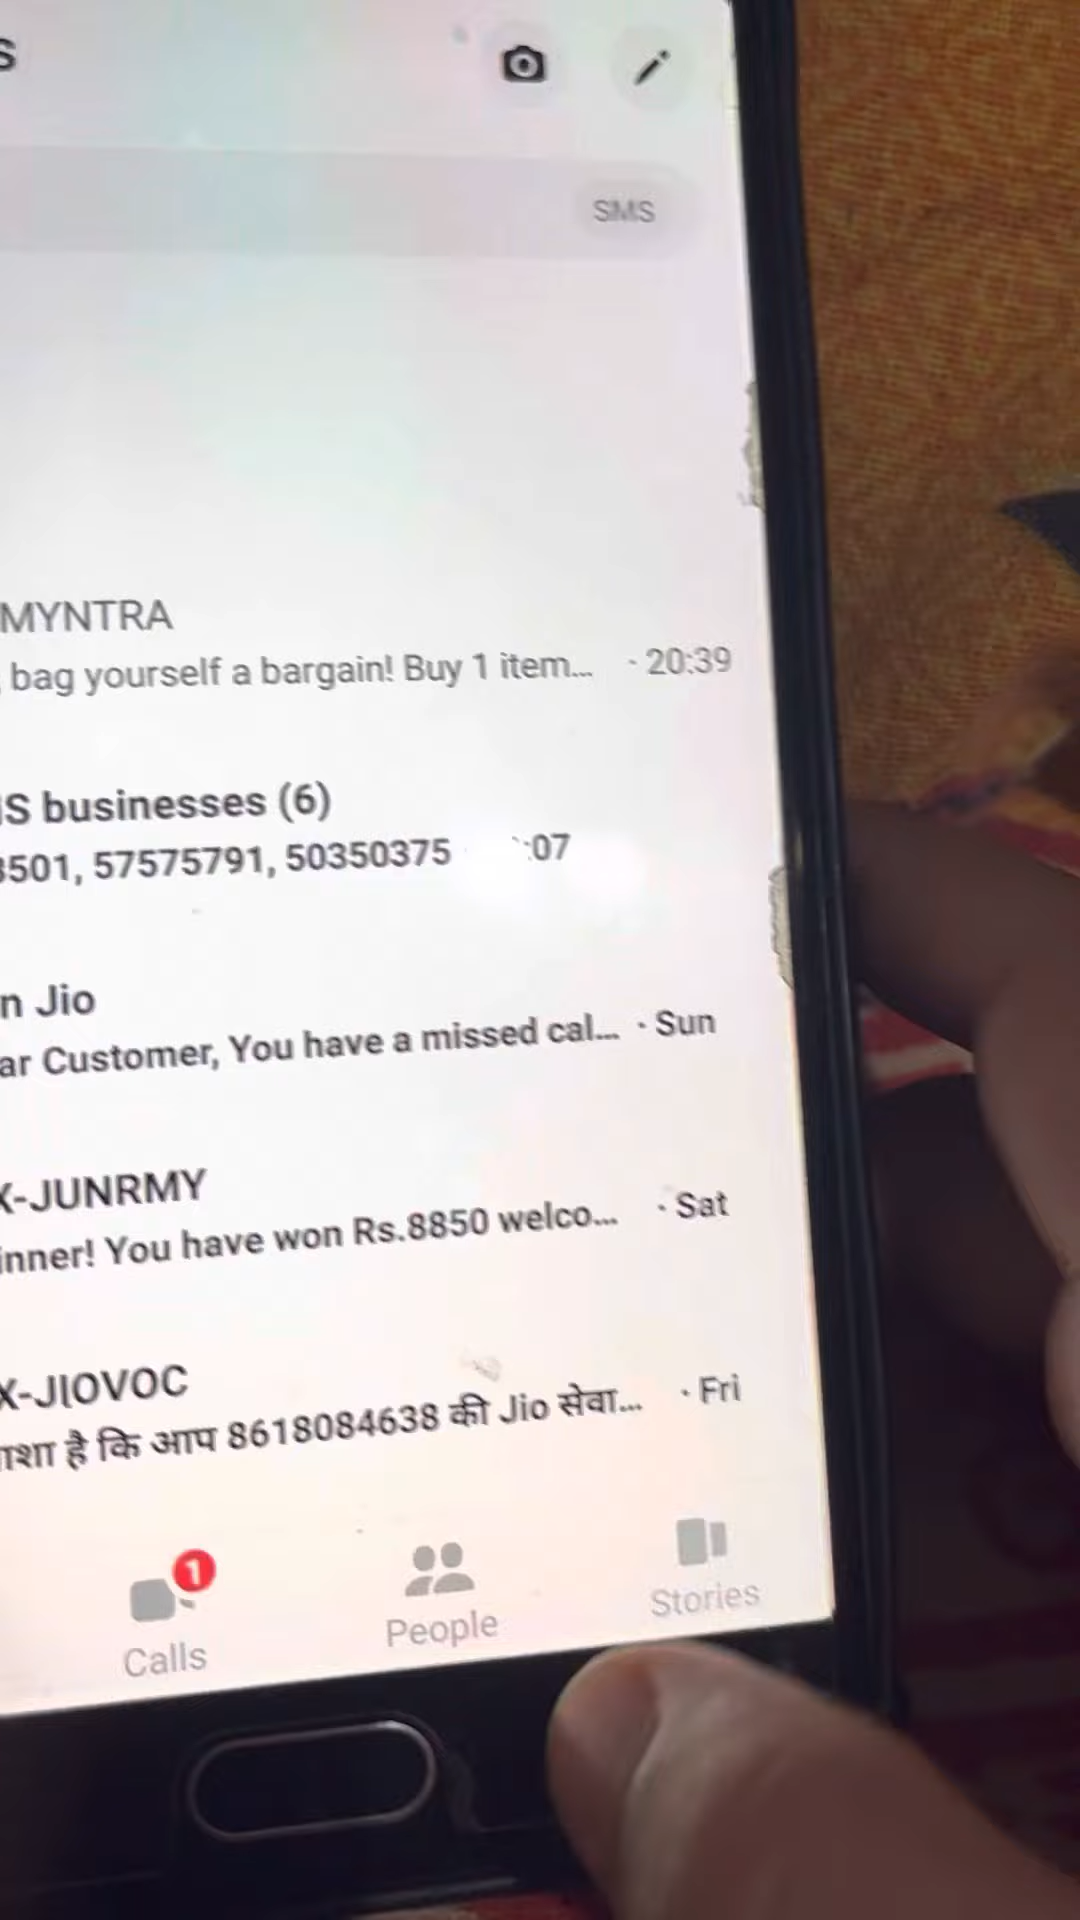 s
SMS
MYNTRA
, bag yourself a bargain! Buy 1 item... · 20:39
S businesses (6)
3501, 57575791, 50350375 :07
n Jio
ar Customer, You have a missed cal... · Sun
X-JUNRMY
inner! You have won Rs.8850 welco... · Sat
X-JIOVOC
ाशा है कि आप 8618084638 की Jio सेवा... · Fri
1
Calls
People
Stories